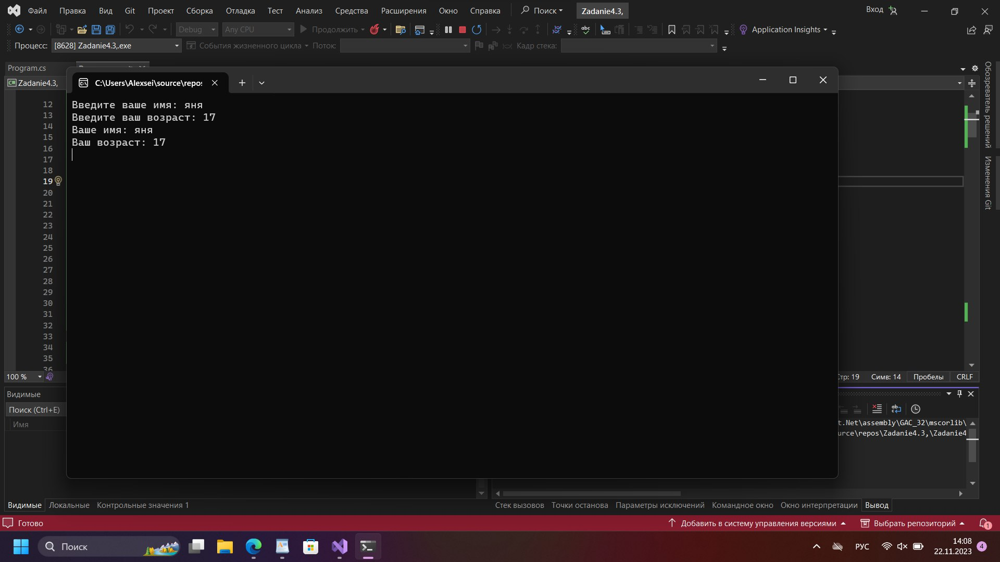 Файл Правка Вид Git Проект Сборка Отладка Тест Анализ Средства Расширения Окно Справка Поиск Zadanie4.3, Вход
Debug Any CPU Продолжить Application Insights
Процесс: [8628] Zadanie4.3,.exe События жизненного цикла Поток: Кадр стека:
Program.cs
Zadanie4.3,
C:\Users\Alexsei\source\repos
Введите ваше имя: яня
Введите ваш возраст: 17
Ваше имя: яня
Ваш возраст: 17
12
13
14
15
16
17
18
19
20
21
22
23
24
25
26
27
28
29
30
31
32
33
34
35
36
Обозреватель решений
Изменения Git
100 % Стр: 19 Симв: 14 Пробелы CRLF
Видимые
Поиск (Ctrl+E)
Имя
t.Net\assembly\GAC_32\mscorlib\
urce\repos\Zadanie4.3,\Zadanie4
Видимые Локальные Контрольные значения 1
Стек вызовов Точки останова Параметры исключений Командное окно Окно интерпретации Вывод
Готово Добавить в систему управления версиями Выбрать репозиторий 1
Поиск РУС 14:08 4
22.11.2023